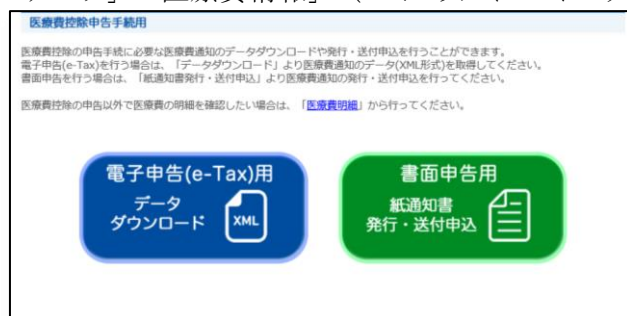 医療費控除申告手続用
医療費控除の申告手続に必要な医療費通知のデータダウンロードや発行・送付申込を行うことができます。
電子申告(e-Tax)を行う場合は、「データダウンロード」より医療費通知のデータ(XML形式)を取得してください。
書面申告を行う場合は、「紙通知書発行・送付申込」より医療費通知の発行・送付申込を行ってください。
医療費控除の申告以外で医療費の明細を確認したい場合は、「医療費明細」から行ってください。
電子申告(e-Tax)用
データ
ダウンロード
XML
書面申告用
紙通知書
発行・送付申込